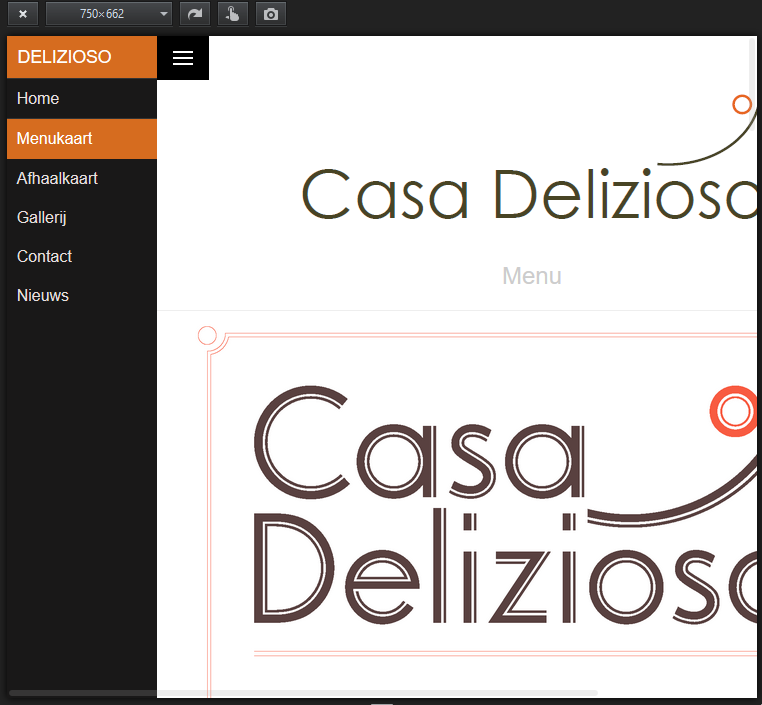 750×662
DELIZIOSO
Home
Menukaart
Afhaalkaart
Gallerij
Contact
Nieuws
Casa Delizioso
Menu
Casa
Delizioso